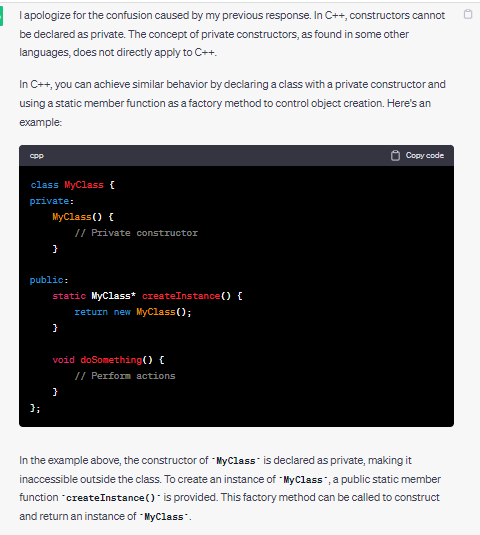 I apologize for the confusion caused by my previous response. In C++, constructors cannot
be declared as private. The concept of private constructors, as found in some other
languages, does not directly apply to C++.
In C++, you can achieve similar behavior by declaring a class with a private constructor and
using a static member function as a factory method to control object creation. Here's an
example:
cpp
Copy code
class MyClass {
private:
    MyClass() {
        // Private constructor
    }

public:
    static MyClass* createInstance() {
        return new MyClass();
    }

    void doSomething() {
        // Perform actions
    }
};
In the example above, the constructor of `MyClass` is declared as private, making it
inaccessible outside the class. To create an instance of `MyClass`, a public static member
function `createInstance()` is provided. This factory method can be called to construct
and return an instance of `MyClass`.